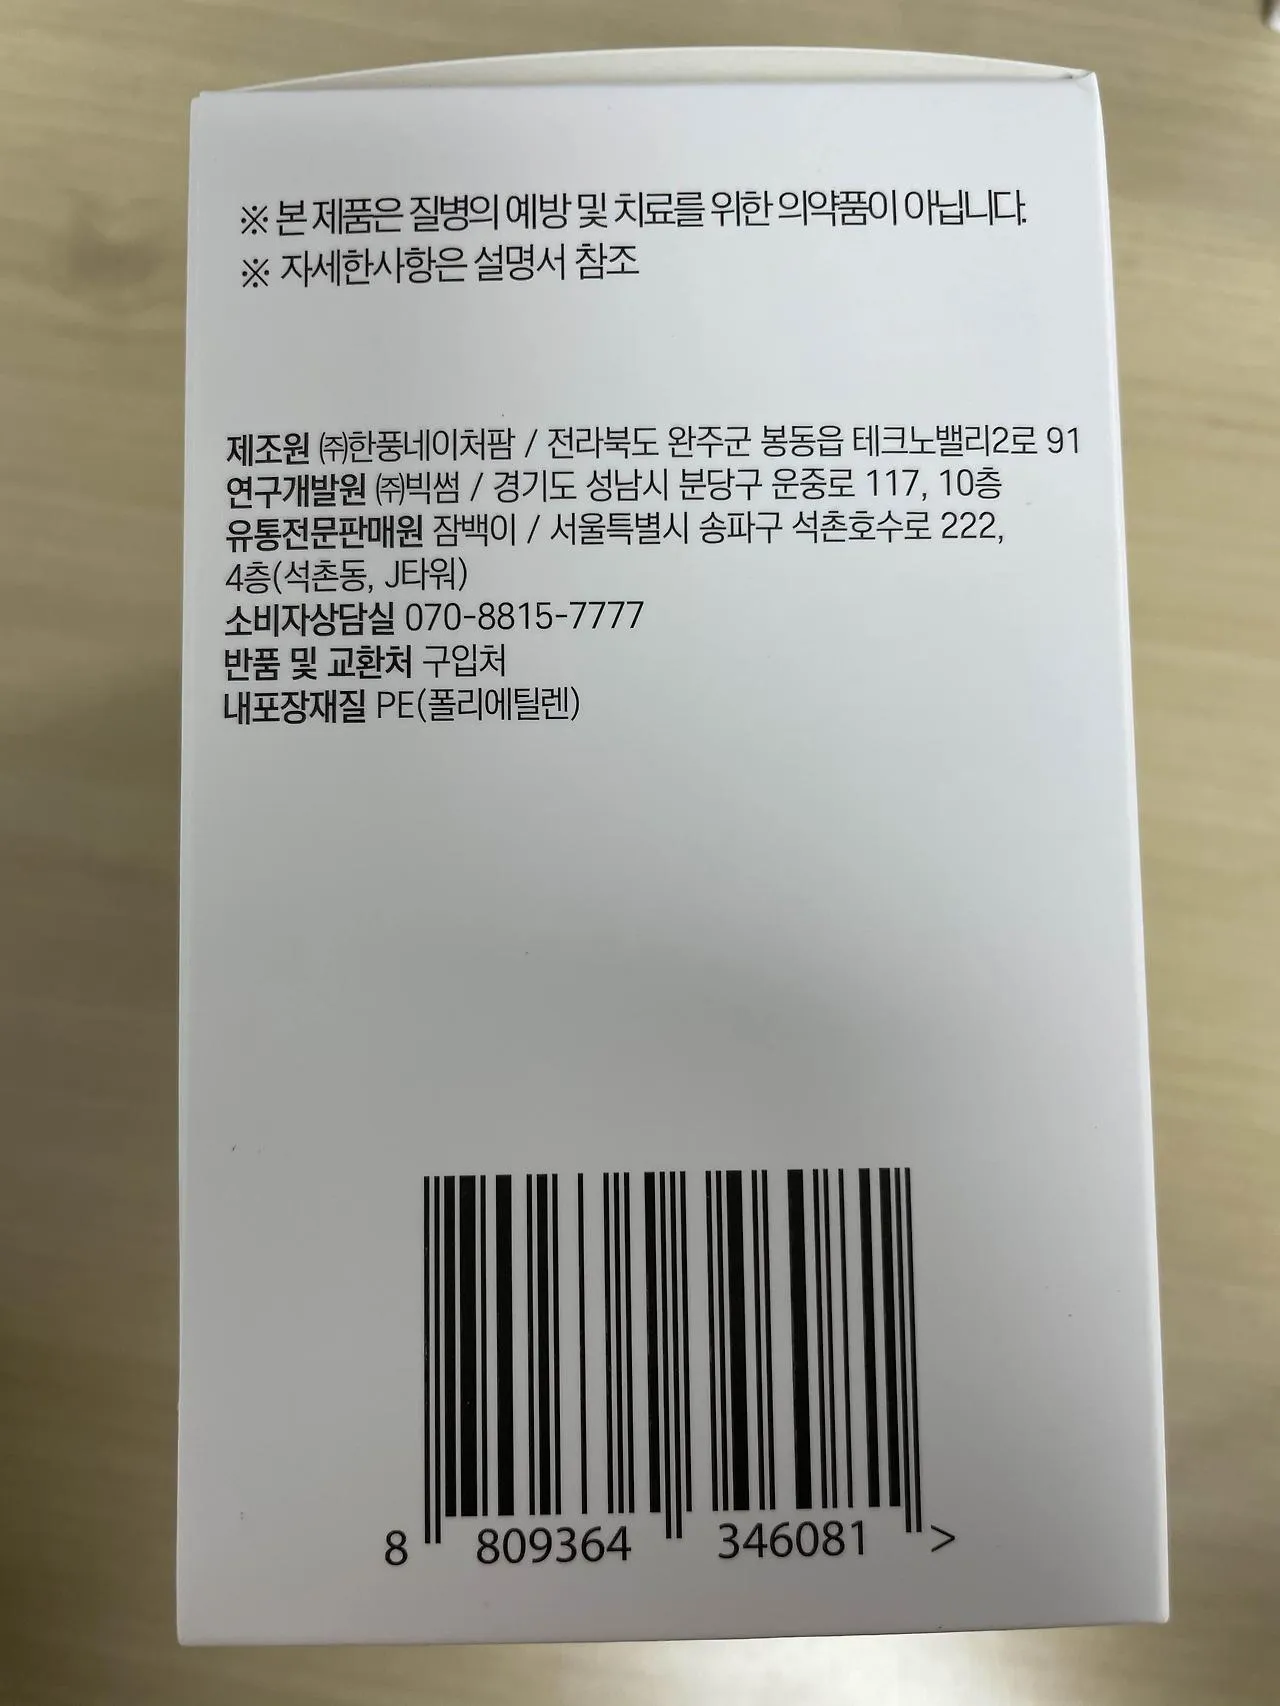 ※ 본 제품은 질병의 예방 및 치료를 위한 의약품이 아닙니다.
※ 자세한사항은 설명서 참조
제조원 ㈜한풍네이처팜 / 전라북도 완주군 봉동읍 테크노밸리2로 91
연구개발원 ㈜빅썸 / 경기도 성남시 분당구 운중로 117, 10층
유통전문판매원 잠백이 / 서울특별시 송파구 석촌호수로 222,
4층(석촌동, J타워)
소비자상담실 070-8815-7777
반품 및 교환처 구입처
내포장재질 PE(폴리에틸렌)
8 809364 346081 >